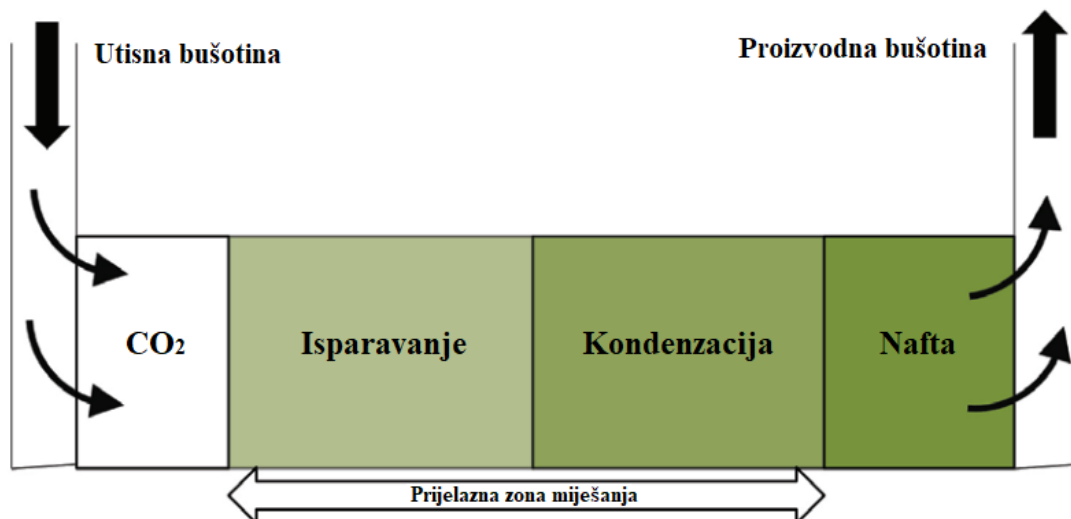 Utisna bušotina
Proizvodna bušotina
CO₂
Isparavanje
Kondenzacija
Nafta
Prijelazna zona miješanja